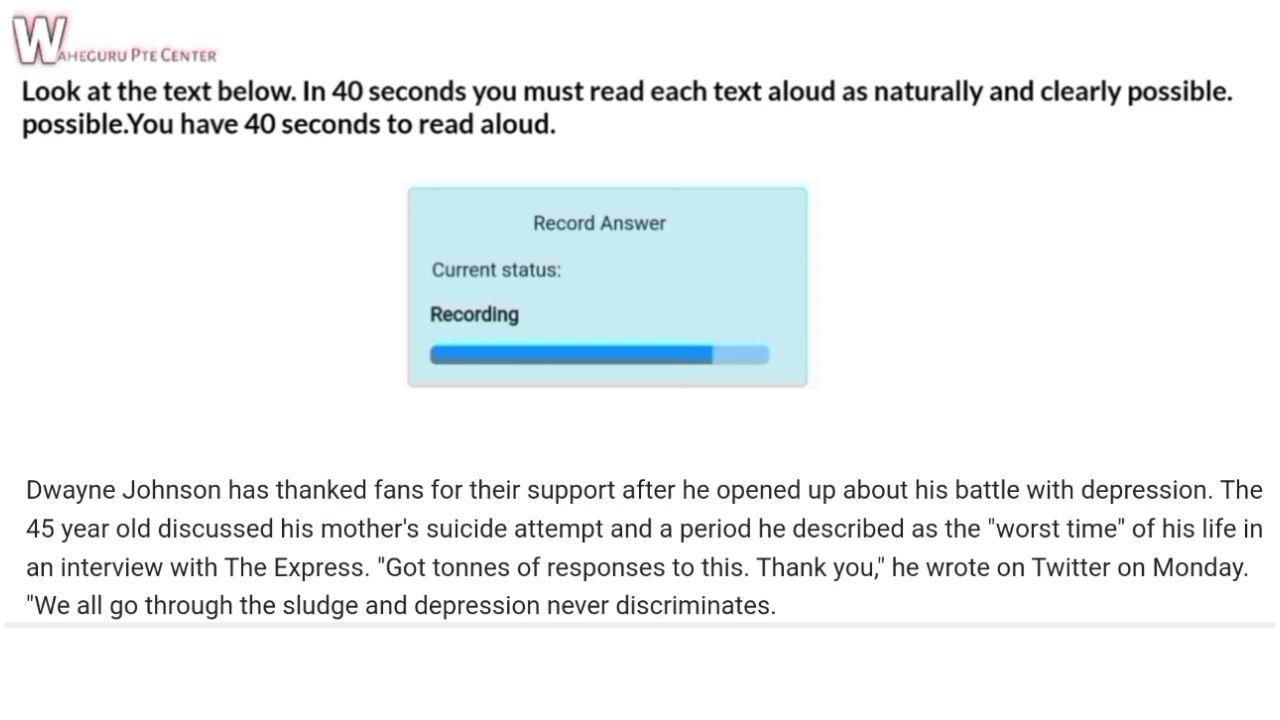 WAHEGURU PTE CENTER
Look at the text below. In 40 seconds you must read each text aloud as naturally and clearly possible.
possible.You have 40 seconds to read aloud.
Record Answer
Current status:
Recording
Dwayne Johnson has thanked fans for their support after he opened up about his battle with depression. The
45 year old discussed his mother's suicide attempt and a period he described as the "worst time" of his life in
an interview with The Express. "Got tonnes of responses to this. Thank you," he wrote on Twitter on Monday.
"We all go through the sludge and depression never discriminates.